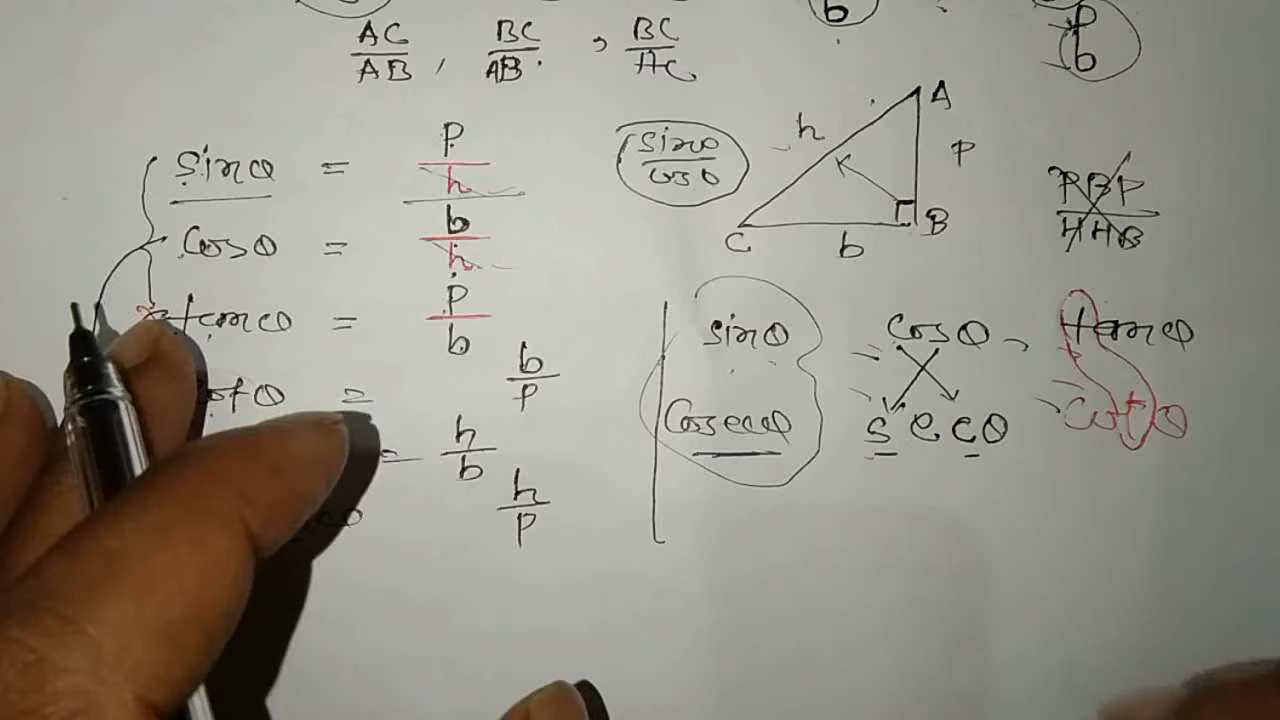 AC/AB , BC/AB , BC/AC
b
p/b
sinθ = p/h
cosθ = b/h
tanθ = p/b
cotθ = b/p
= h/b
h/p
sinθ/cosθ
A
h
p
C
b
B
PBP/HHB
sinθ cosθ , tanθ
Cosecθ secθ cotθ